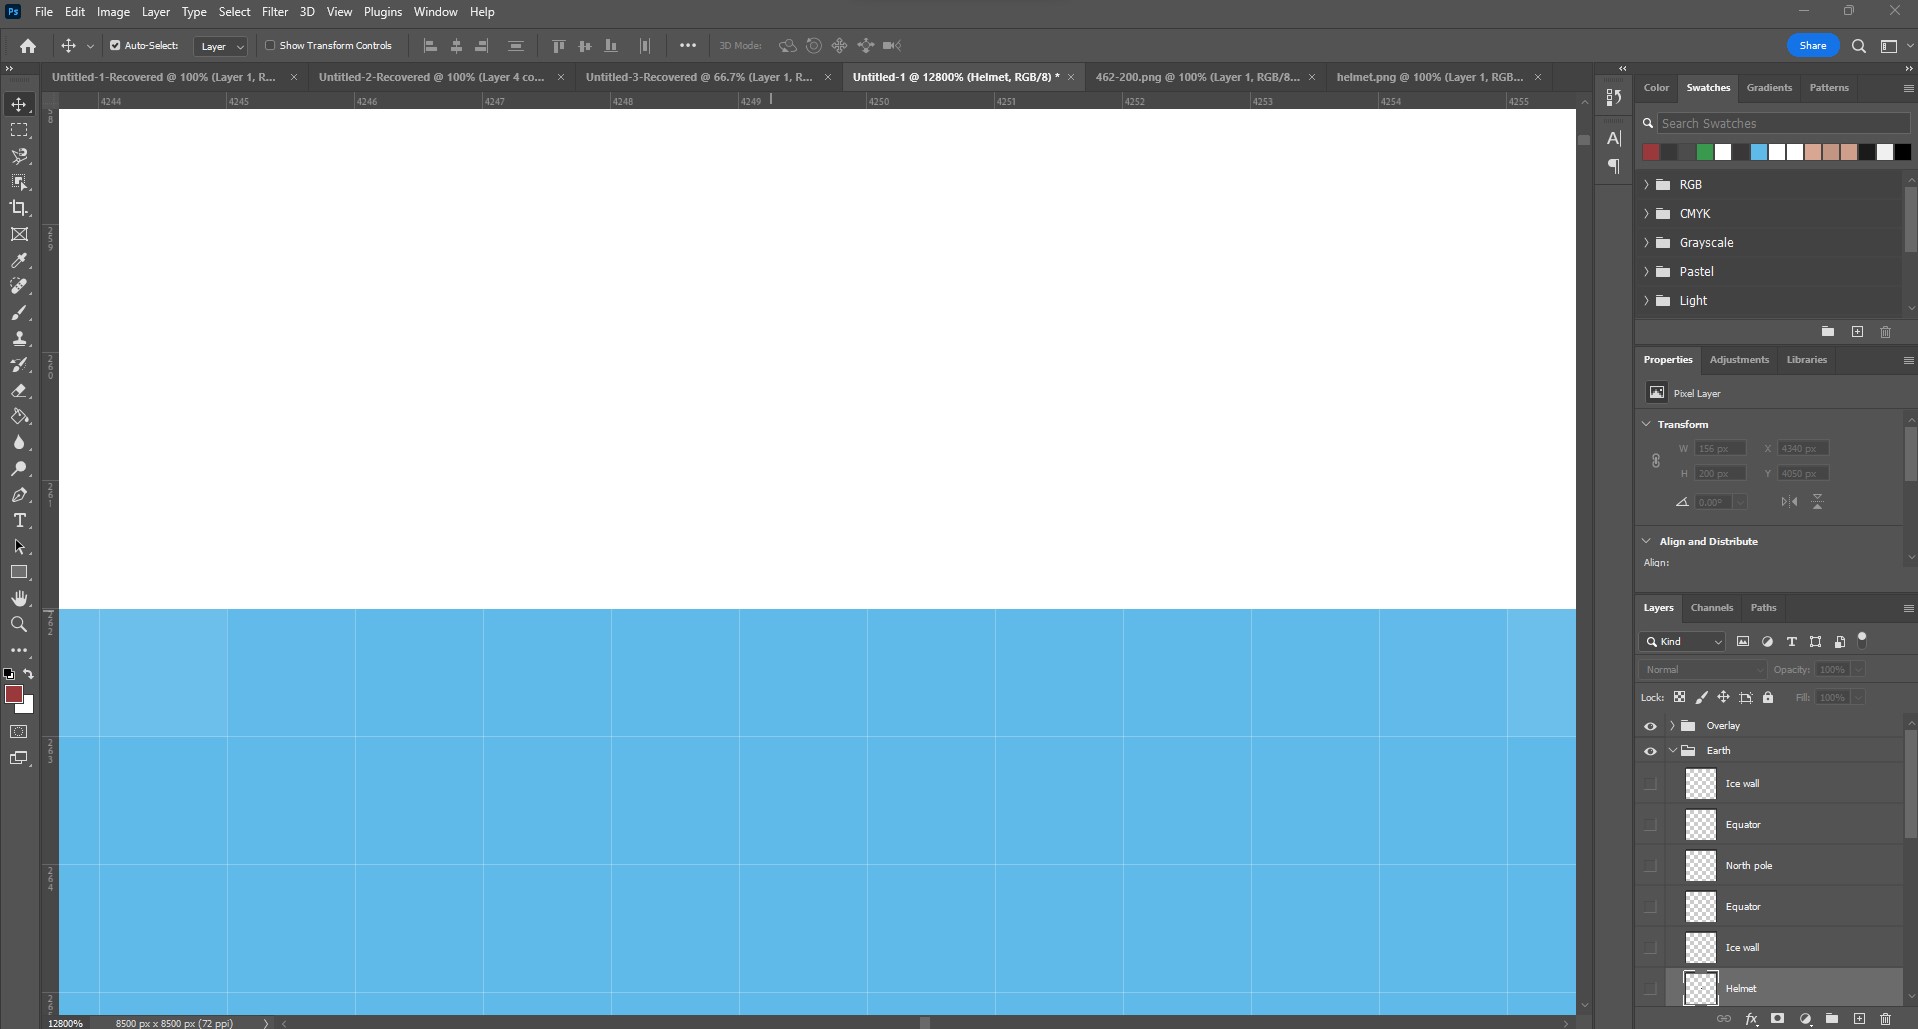 Ps File Edit Image Layer Type Select Filter 3D View Plugins Window Help
Auto-Select: Layer Show Transform Controls 3D Mode: Share
Untitled-1-Recovered @ 100% (Layer 1, R... Untitled-2-Recovered @ 100% (Layer 4 co... Untitled-3-Recovered @ 66.7% (Layer 1, R... Untitled-1 @ 12800% (Helmet, RGB/8) * 462-200.png @ 100% (Layer 1, RGB/8... helmet.png @ 100% (Layer 1, RGB...
4244 4245 4246 4247 4248 4249 4250 4251 4252 4253 4254 4255
259
260
261
262
263
264
Color Swatches Gradients Patterns
Search Swatches
RGB
CMYK
Grayscale
Pastel
Light
Properties Adjustments Libraries
Pixel Layer
Transform
W 156 px X 4340 px
H 200 px Y 4050 px
0.00°
Align and Distribute
Align:
Layers Channels Paths
Kind
Normal Opacity: 100%
Lock: Fill: 100%
Overlay
Earth
Ice wall
Equator
North pole
Equator
Ice wall
Helmet
fx
12800% 8500 px x 8500 px (72 ppi)